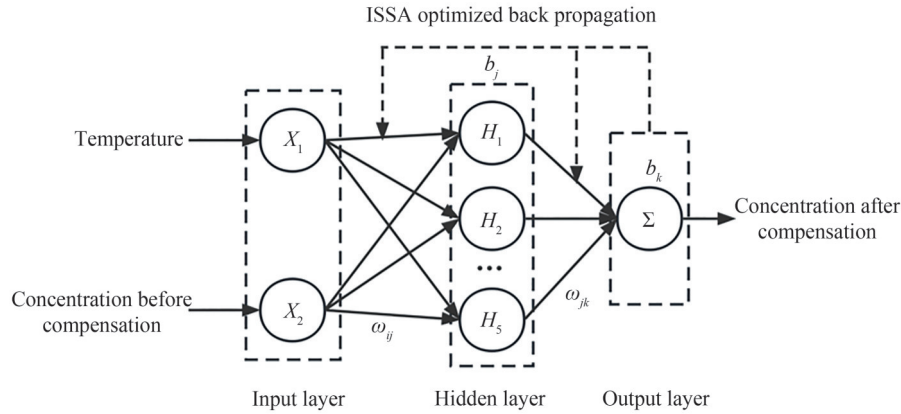 ISSA optimized back propagation
b_j
X_1
H_1
Temperature
b_k
H_2
Σ
Concentration after
compensation
...
Concentration before
compensation
X_2
ω_ij
H_5
ω_jk
Input layer
Hidden layer
Output layer